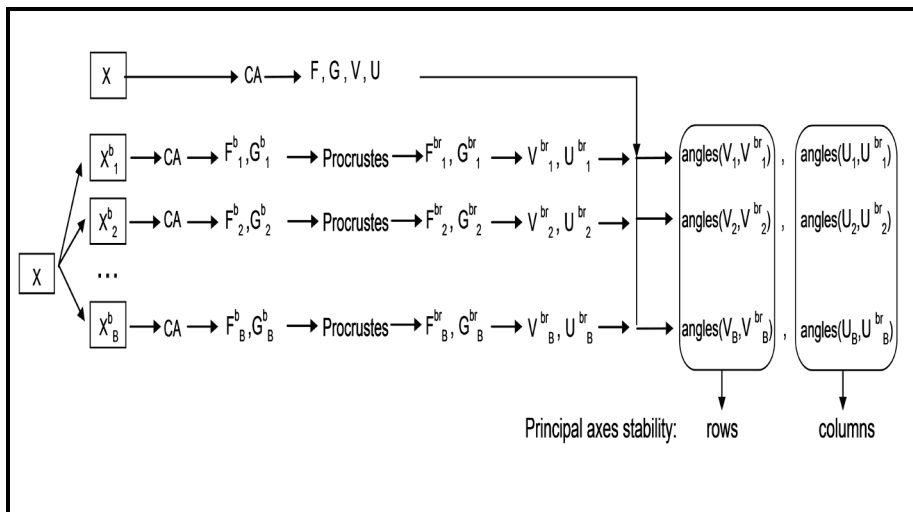 X CA F , G , V , U
X^b_1 CA F^b_1,G^b_1 Procrustes F^br_1, G^br_1 V^br_1, U^br_1 angles(V_1,V^br_1) , angles(U_1,U^br_1)
X^b_2 CA F^b_2,G^b_2 Procrustes F^br_2, G^br_2 V^br_2, U^br_2 angles(V_2,V^br_2) , angles(U_2,U^br_2)
X ...
X^b_B CA F^b_B,G^b_B Procrustes F^br_B, G^br_B V^br_B, U^br_B angles(V_B,V^br_B) , angles(U_B,U^br_B)
Principal axes stability: rows columns